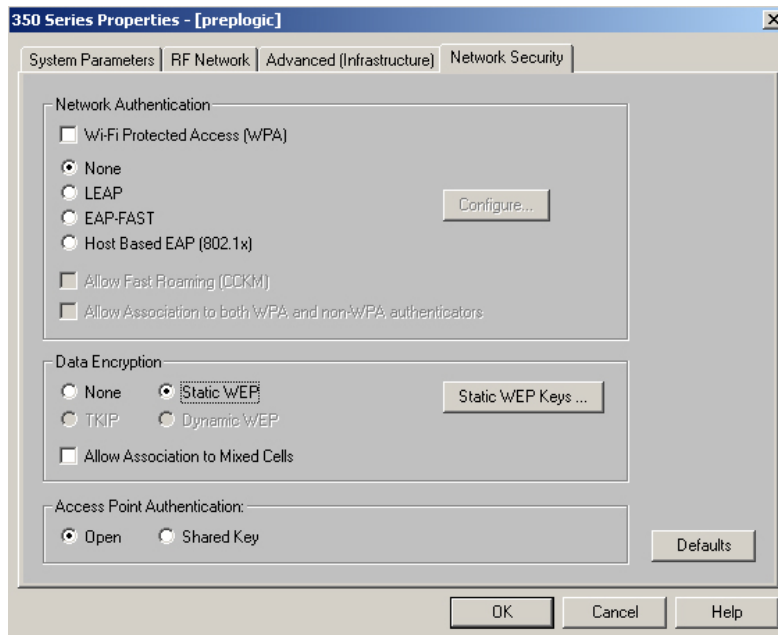 350 Series Properties - [preplogic]
System Parameters RF Network Advanced (Infrastructure) Network Security
Network Authentication
Wi-Fi Protected Access (WPA)
None
LEAP
EAP-FAST
Host Based EAP (802.1x)
Configure...
Allow Fast Roaming (CCKM)
Allow Association to both WPA and non-WPA authenticators
Data Encryption
None Static WEP
TKIP Dynamic WEP
Static WEP Keys ...
Allow Association to Mixed Cells
Access Point Authentication:
Open Shared Key
Defaults
OK Cancel Help